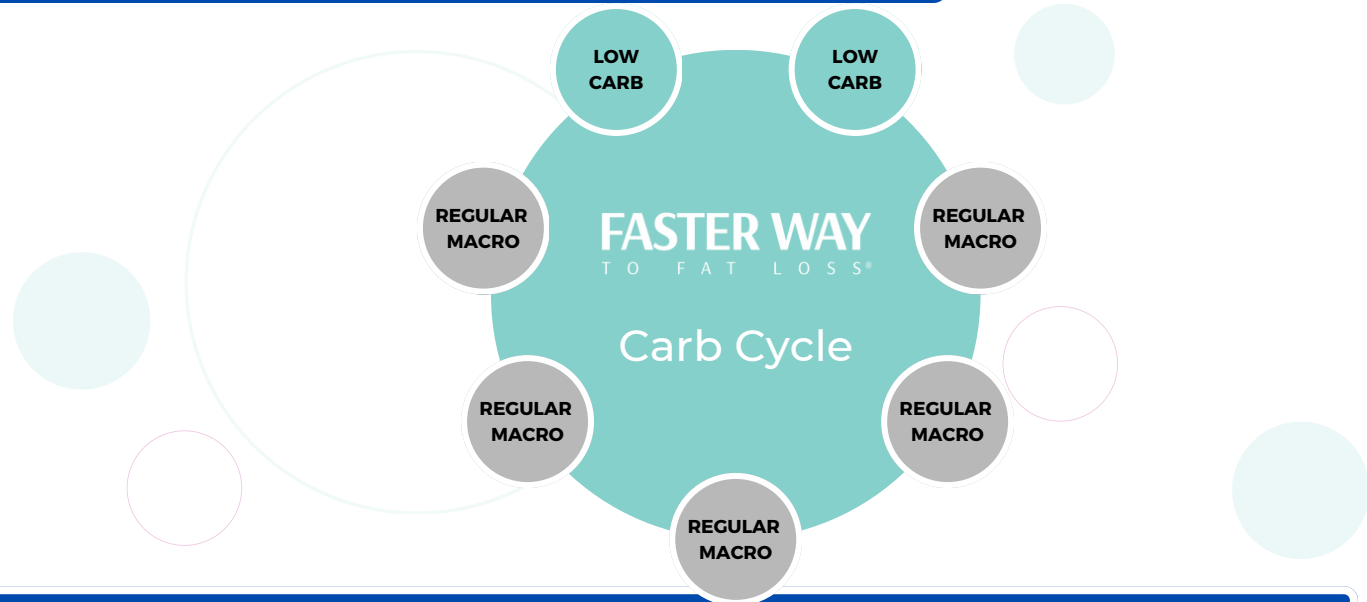 LOW
CARB
LOW
CARB
REGULAR
MACRO
REGULAR
MACRO
FASTER WAY
TO FAT LOSS®
Carb Cycle
REGULAR
MACRO
REGULAR
MACRO
REGULAR
MACRO